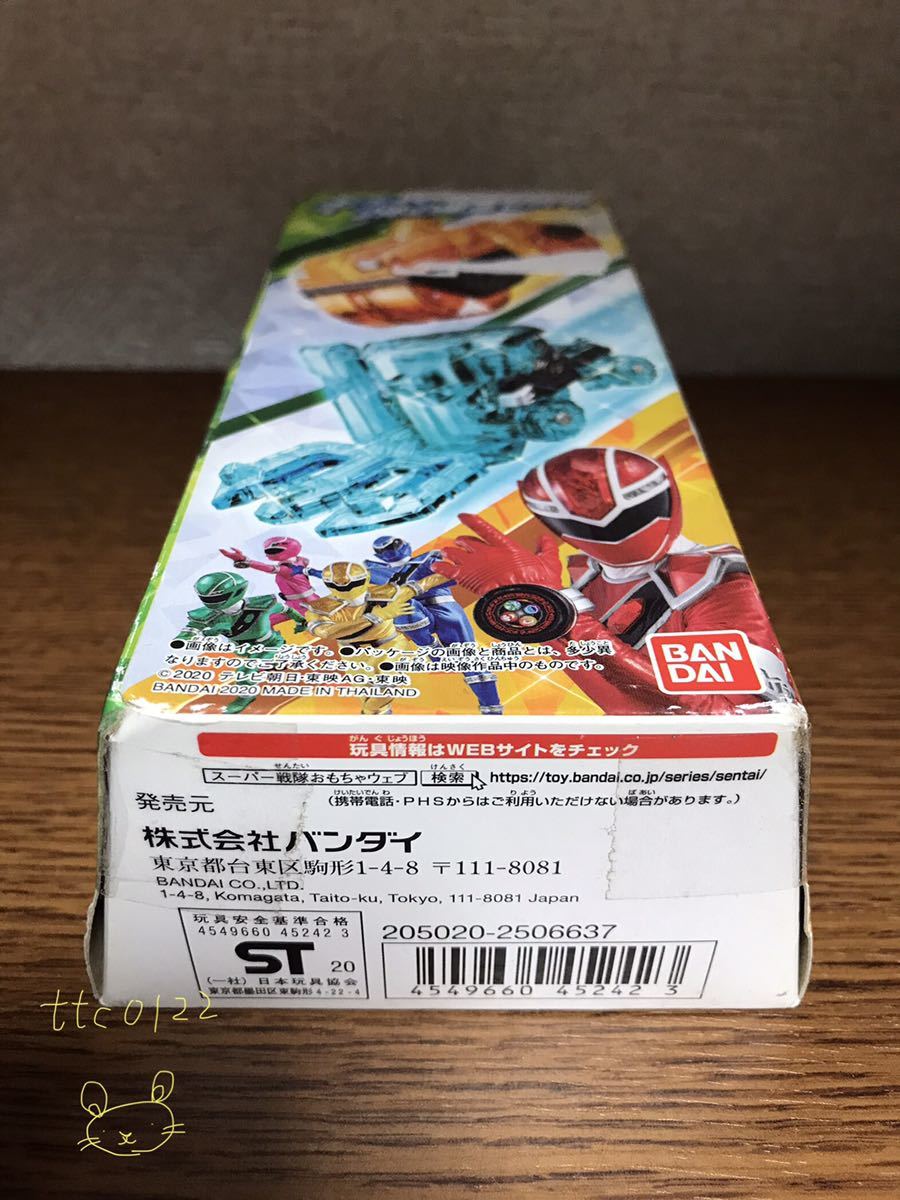 ●画像はイメージです。●パッケージの画像と商品とは、多少異
なりますのでご了承ください。●画像は映像作品中のものです。
©2020 テレビ朝日・東映AG・東映
BANDAI 2020 MADE IN THAILAND
BAN
DAI
玩具情報はWEBサイトをチェック
スーパー戦隊おもちゃウェブ 検索 https://toy.bandai.co.jp/series/sentai/
(携帯電話・PHSからはご利用いただけない場合があります。)
発売元
株式会社バンダイ
東京都台東区駒形1-4-8 〒111-8081
BANDAI CO.,LTD.
1-4-8, Komagata, Taito-ku, Tokyo, 111-8081 Japan
玩具安全基準合格
4549660 45242 3
ST 20
(一社)日本玩具協会
東京都墨田区東駒形4-22-4
205020-2506637
4549660 452423
ttc0122